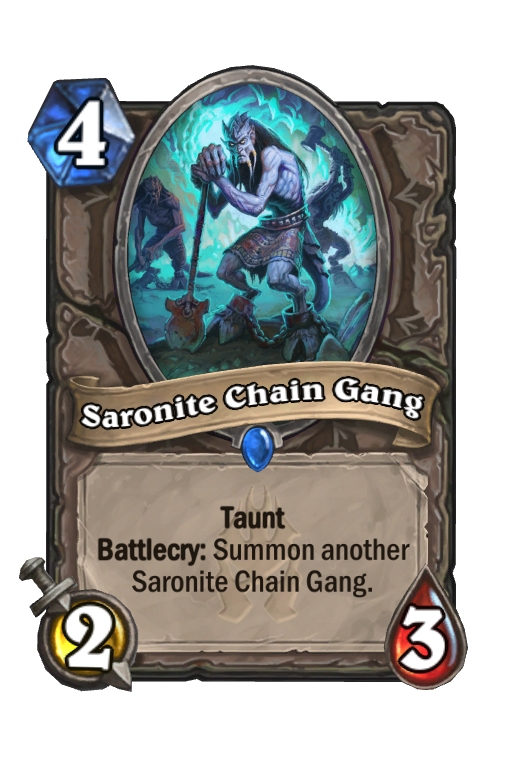 4
Saronite Chain Gang
Taunt
Battlecry: Summon another
Saronite Chain Gang.
2
3